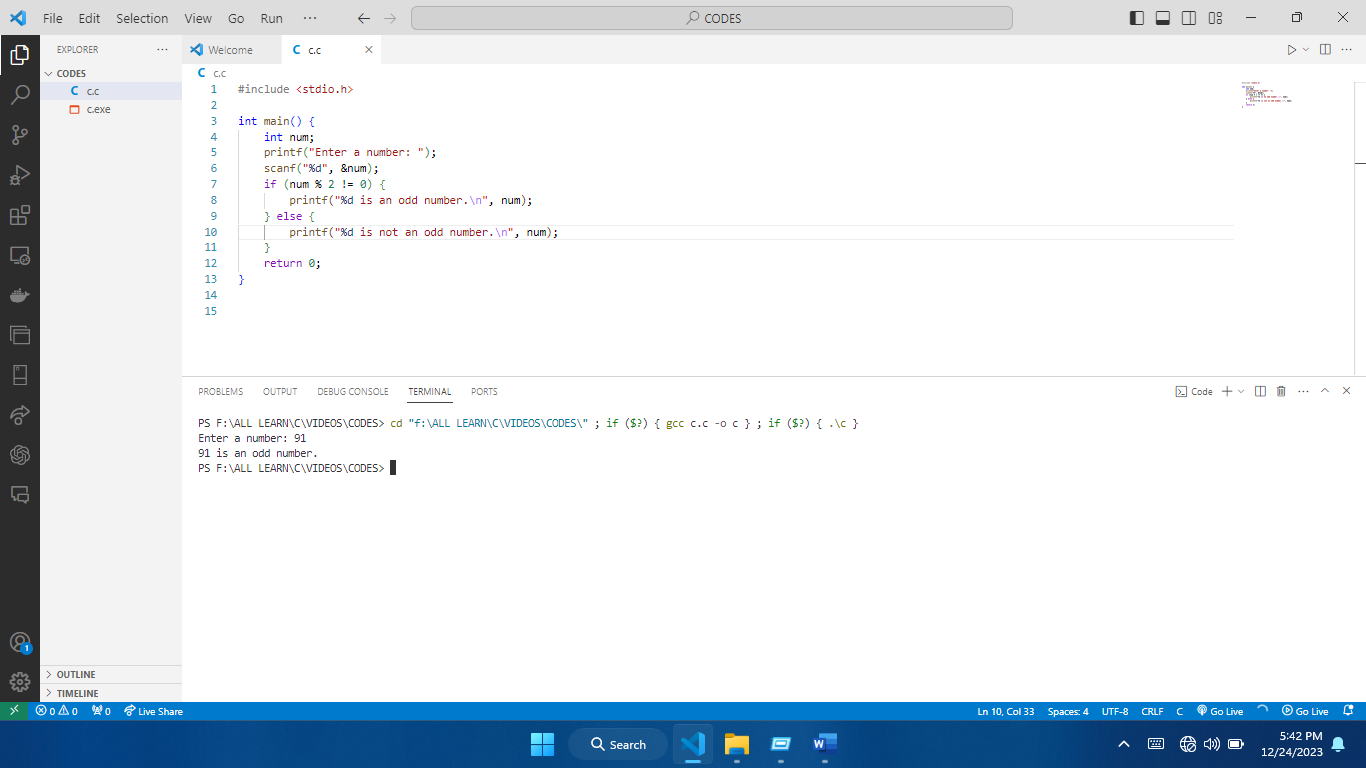 File Edit Selection View Go Run ··· CODES
EXPLORER ···
Welcome
C c.c
CODES
C c.c
c.exe
C c.c
1 #include <stdio.h>
2
3 int main() {
4 int num;
5 printf("Enter a number: ");
6 scanf("%d", &num);
7 if (num % 2 != 0) {
8 printf("%d is an odd number.\n", num);
9 } else {
10 printf("%d is not an odd number.\n", num);
11 }
12 return 0;
13 }
14
15
PROBLEMS OUTPUT DEBUG CONSOLE TERMINAL PORTS
Code
PS F:\ALL LEARN\C\VIDEOS\CODES> cd "f:\ALL LEARN\C\VIDEOS\CODES\" ; if ($?) { gcc c.c -o c } ; if ($?) { .\c }
Enter a number: 91
91 is an odd number.
PS F:\ALL LEARN\C\VIDEOS\CODES>
1
OUTLINE
TIMELINE
0 0 0 Live Share
Ln 10, Col 33 Spaces: 4 UTF-8 CRLF C Go Live Go Live
Search
W
5:42 PM
12/24/2023